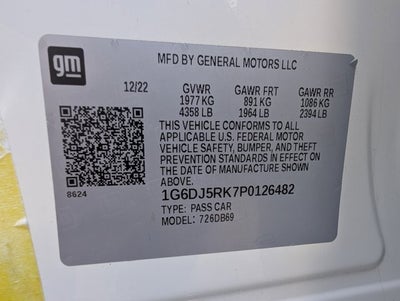 gm
MFD BY GENERAL MOTORS LLC
12/22 GVWR GAWR FRT GAWR RR
1977 KG 891 KG 1086 KG
4358 LB 1964 LB 2394 LB
THIS VEHICLE CONFORMS TO ALL
APPLICABLE U.S. FEDERAL MOTOR
VEHICLE SAFETY, BUMPER, AND THEFT
PREVENTION STANDARDS IN EFFECT ON
THE DATE OF MANUFACTURE
SHOWN ABOVE.
8624
1G6DJ5RK7P0126482
TYPE: PASS CAR
MODEL: 726DB69